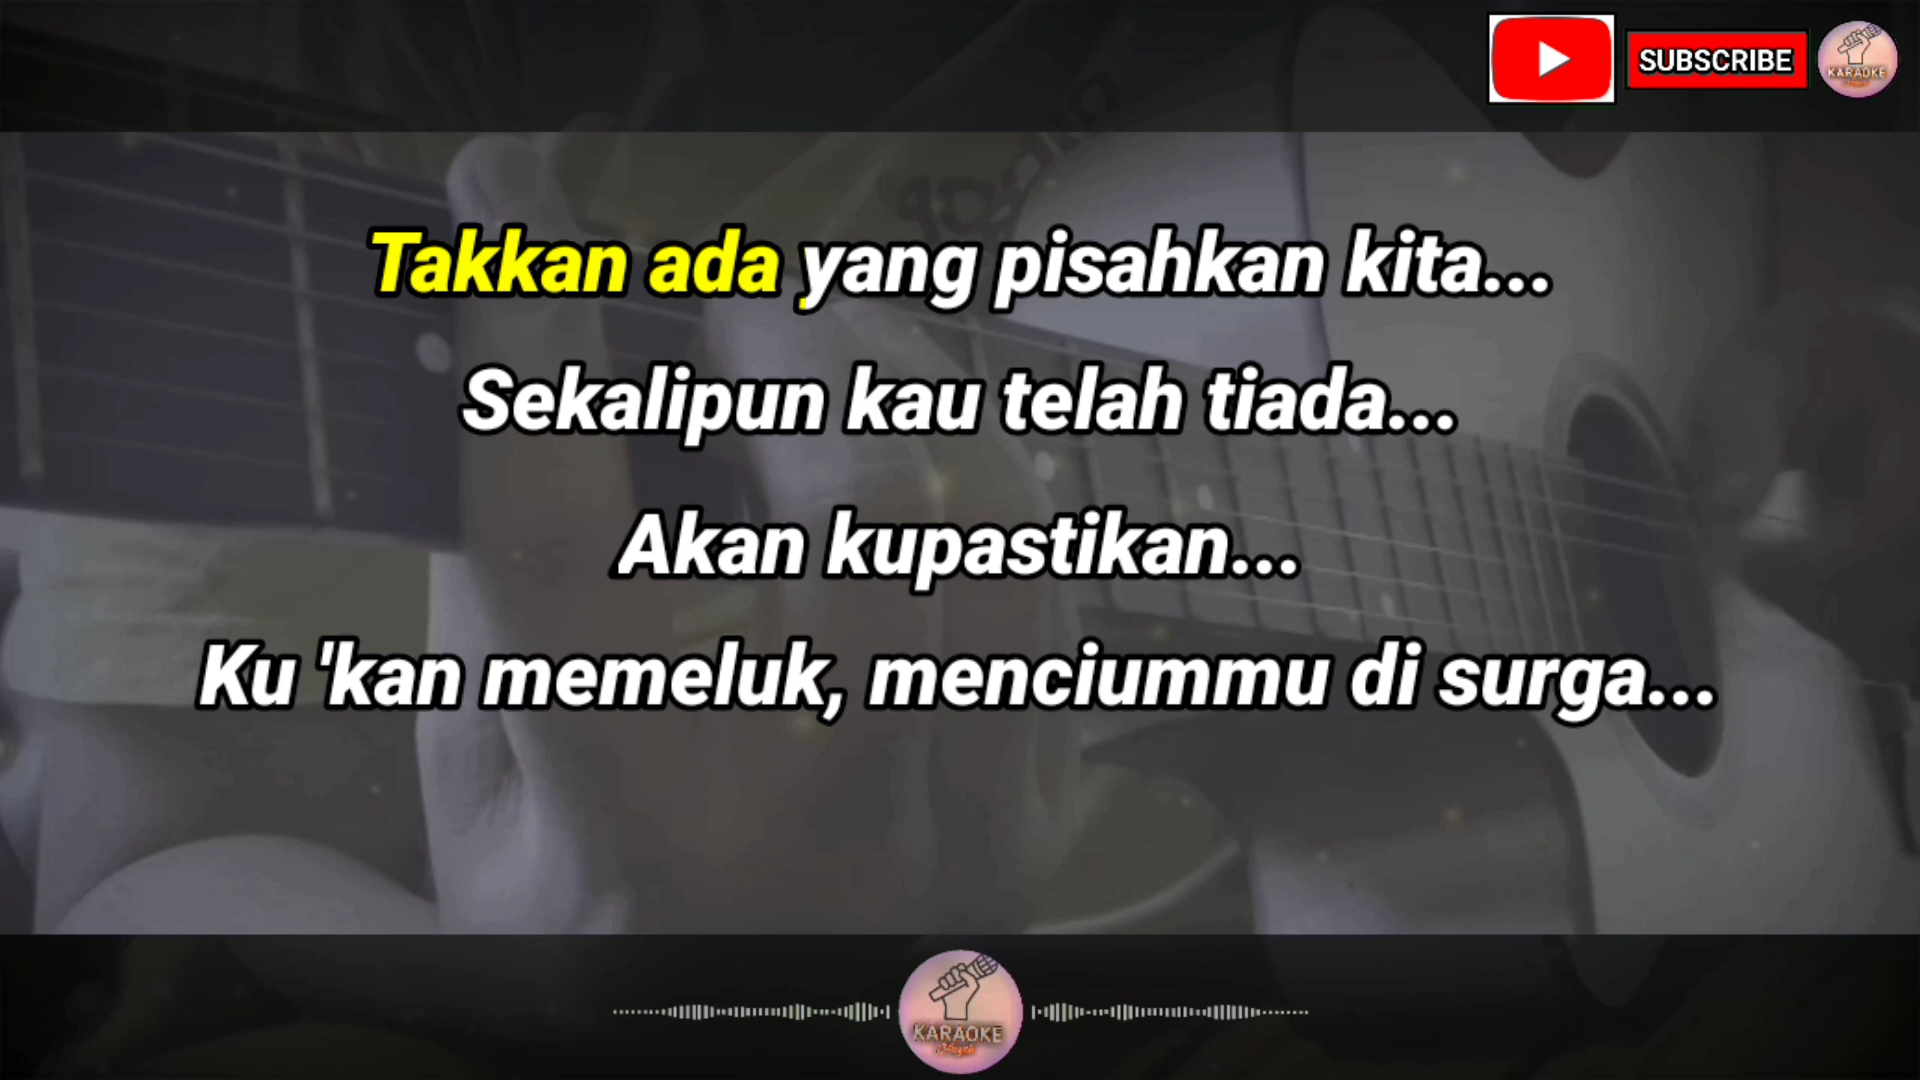 SUBSCRIBE
KARAOKE
Takkan ada yang pisahkan kita...
Sekalipun kau telah tiada...
Akan kupastikan...
Ku 'kan memeluk, menciummu di surga...
KARAOKE